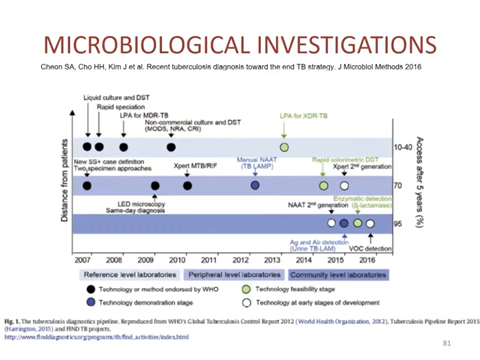 MICROBIOLOGICAL INVESTIGATIONS
Cheon SA, Cho HH, Kim J et al. Recent tuberculosis diagnosis toward the end TB strategy. J Microbiol Methods 2016
Liquid culture and DST
Rapid speciation
LPA for MDR-TB
Non-commercial culture and DST
(MODS, NRA, CRI)
LPA for XDR-TB
10-40
New SS+ case definition
Two specimen approaches
Xpert MTB/RIF
Manual NAAT
(TB LAMP)
Rapid colorimetric DST
Xpert 2nd generation
70
LED microscopy
Same-day diagnosis
NAAT 2nd generation
Enzymatic detection
(β-lactamase)
95
Ag and Ab detection
(Urine TB-LAM)
VOC detection
Distance from patients
Access after 5 years (%)
2007 2008 2009 2010 2011 2012 2013 2014 2015 2016
Reference level laboratories
Peripheral level laboratories
Community level laboratories
Technology or method endorsed by WHO
Technology feasibility stage
Technology demonstration stage
Technology at early stages of development
Fig. 1. The tuberculosis diagnostics pipeline. Reproduced from WHO's Global Tuberculosis Control Report 2012 (World Health Organization, 2012), Tuberculosis Pipeline Report 2015
(Harrington, 2015) and FIND TB projects.
http://www.finddiagnostics.org/programs/tb/find_activities/index.html
81